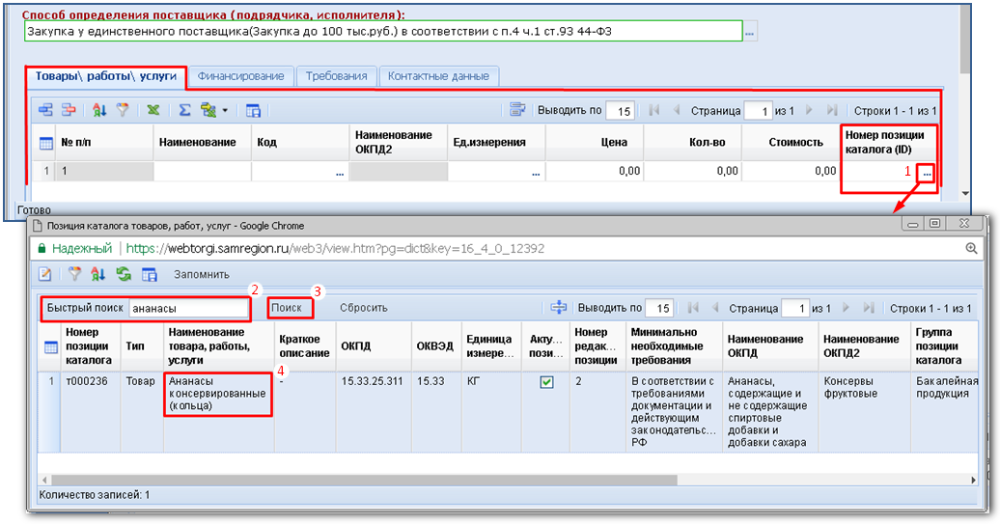 Способ определения поставщика (подрядчика, исполнителя):
Закупка у единственного поставщика(Закупка до 100 тыс.руб.) в соответствии с п.4 ч.1 ст.93 44-ФЗ ...
Товары\ работы\ услуги Финансирование Требования Контактные данные
Выводить по 15 Страница 1 из 1 Строки 1 - 1 из 1
№ п/п Наименование Код Наименование ОКПД2 Ед.измерения Цена Кол-во Стоимость Номер позиции каталога (ID)
1 1 ... ... 0,00 0,00 0,00 1 ...
Готово
Позиция каталога товаров, работ, услуг - Google Chrome
Надежный https://webtorgi.samregion.ru/web3/view.htm?pg=dict&key=16_4_0_12392
Запомнить
Быстрый поиск ананасы 2 Поиск 3 Сбросить Выводить по 15 Страница 1 из 1 Строки 1 - 1 из 1
Номер позиции каталога Тип Наименование товара, работы, услуги Краткое описание ОКПД ОКВЭД Единица измере... Акту... пози... Номер редак... позиции Минимально необходимые требования Наименование ОКПД Наименование ОКПД2 Группа позиции каталога
1 т000236 Товар Ананасы консервированные (кольца) 4 - 15.33.25.311 15.33 КГ 2 В соответствии с требованиями документации и действующим законодательс... РФ Ананасы, содержащие и не содержащие спиртовые добавки и добавки сахара Консервы фруктовые Бакалейная продукция
Количество записей: 1